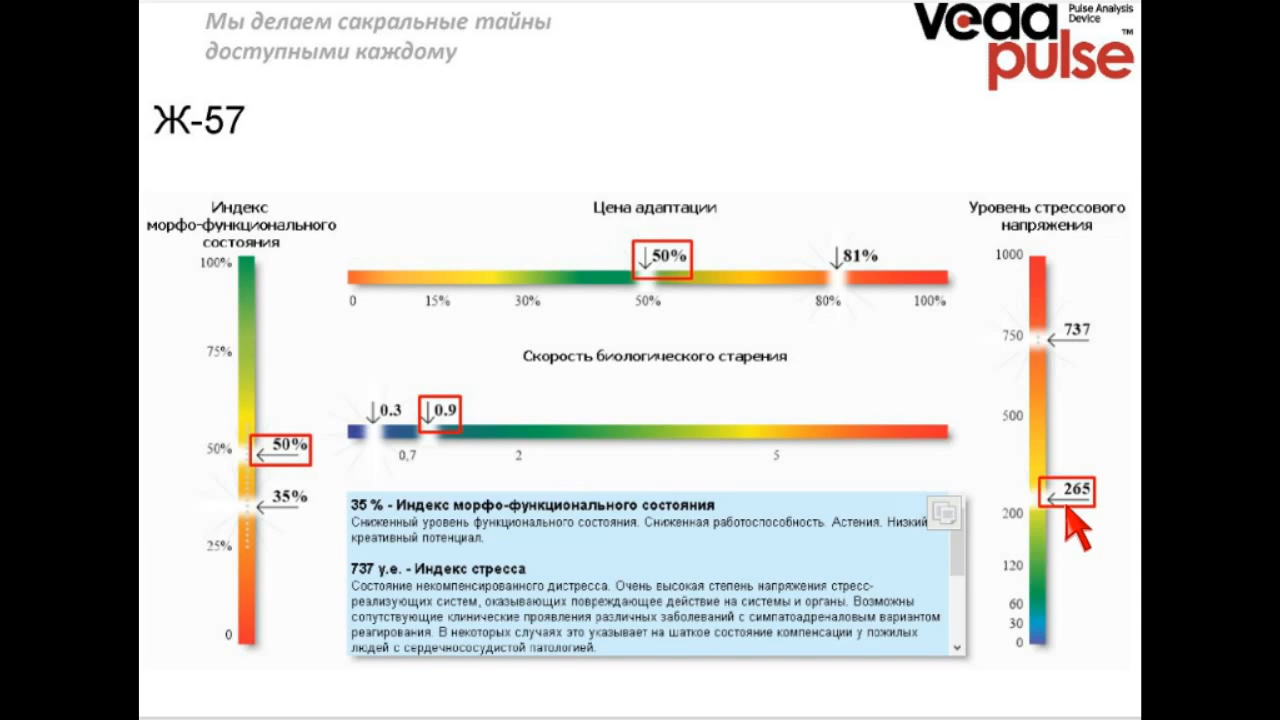 Мы делаем сакральные тайны
доступными каждому
veda
Pulse Analysis
Device
pulse™
Ж-57
Индекс
морфо-функционального
состояния
100%
75%
50%
50%
35%
25%
0
Цена адаптации
50%
81%
0
15%
30%
50%
80%
100%
Скорость биологического старения
0.3
0.9
0,7
2
5
35 % - Индекс морфо-функционального состояния
Сниженный уровень функционального состояния. Сниженная работоспособность. Астения. Низкий
креативный потенциал.
737 у.е. - Индекс стресса
Состояние некомпенсированного дистресса. Очень высокая степень напряжения стресс-
реализующих систем, оказывающих повреждающее действие на системы и органы. Возможны
сопутствующие клинические проявления различных заболеваний с симпатоадреналовым вариантом
реагирования. В некоторых случаях это указывает на шаткое состояние компенсации у пожилых
людей с сердечнососудистой патологией.
Уровень стрессового
напряжения
1000
737
750
500
265
200
120
60
30
0